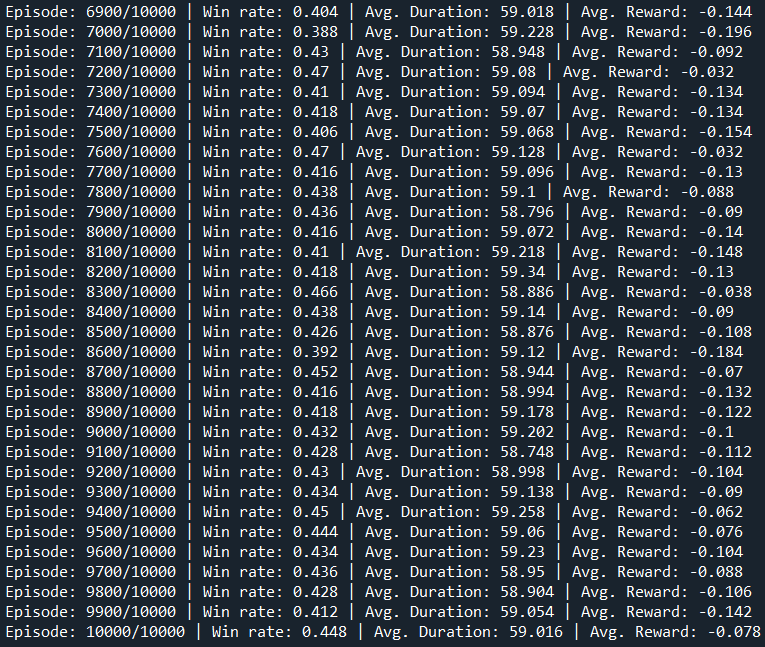 Episode: 6900/10000 | Win rate: 0.404 | Avg. Duration: 59.018 | Avg. Reward: -0.144
Episode: 7000/10000 | Win rate: 0.388 | Avg. Duration: 59.228 | Avg. Reward: -0.196
Episode: 7100/10000 | Win rate: 0.43 | Avg. Duration: 58.948 | Avg. Reward: -0.092
Episode: 7200/10000 | Win rate: 0.47 | Avg. Duration: 59.08 | Avg. Reward: -0.032
Episode: 7300/10000 | Win rate: 0.41 | Avg. Duration: 59.094 | Avg. Reward: -0.134
Episode: 7400/10000 | Win rate: 0.418 | Avg. Duration: 59.07 | Avg. Reward: -0.134
Episode: 7500/10000 | Win rate: 0.406 | Avg. Duration: 59.068 | Avg. Reward: -0.154
Episode: 7600/10000 | Win rate: 0.47 | Avg. Duration: 59.128 | Avg. Reward: -0.032
Episode: 7700/10000 | Win rate: 0.416 | Avg. Duration: 59.096 | Avg. Reward: -0.13
Episode: 7800/10000 | Win rate: 0.438 | Avg. Duration: 59.1 | Avg. Reward: -0.088
Episode: 7900/10000 | Win rate: 0.436 | Avg. Duration: 58.796 | Avg. Reward: -0.09
Episode: 8000/10000 | Win rate: 0.416 | Avg. Duration: 59.072 | Avg. Reward: -0.14
Episode: 8100/10000 | Win rate: 0.41 | Avg. Duration: 59.218 | Avg. Reward: -0.148
Episode: 8200/10000 | Win rate: 0.418 | Avg. Duration: 59.34 | Avg. Reward: -0.13
Episode: 8300/10000 | Win rate: 0.466 | Avg. Duration: 58.886 | Avg. Reward: -0.038
Episode: 8400/10000 | Win rate: 0.438 | Avg. Duration: 59.14 | Avg. Reward: -0.09
Episode: 8500/10000 | Win rate: 0.426 | Avg. Duration: 58.876 | Avg. Reward: -0.108
Episode: 8600/10000 | Win rate: 0.392 | Avg. Duration: 59.12 | Avg. Reward: -0.184
Episode: 8700/10000 | Win rate: 0.452 | Avg. Duration: 58.944 | Avg. Reward: -0.07
Episode: 8800/10000 | Win rate: 0.416 | Avg. Duration: 58.994 | Avg. Reward: -0.132
Episode: 8900/10000 | Win rate: 0.418 | Avg. Duration: 59.178 | Avg. Reward: -0.122
Episode: 9000/10000 | Win rate: 0.432 | Avg. Duration: 59.202 | Avg. Reward: -0.1
Episode: 9100/10000 | Win rate: 0.428 | Avg. Duration: 58.748 | Avg. Reward: -0.112
Episode: 9200/10000 | Win rate: 0.43 | Avg. Duration: 58.998 | Avg. Reward: -0.104
Episode: 9300/10000 | Win rate: 0.434 | Avg. Duration: 59.138 | Avg. Reward: -0.09
Episode: 9400/10000 | Win rate: 0.45 | Avg. Duration: 59.258 | Avg. Reward: -0.062
Episode: 9500/10000 | Win rate: 0.444 | Avg. Duration: 59.06 | Avg. Reward: -0.076
Episode: 9600/10000 | Win rate: 0.434 | Avg. Duration: 59.23 | Avg. Reward: -0.104
Episode: 9700/10000 | Win rate: 0.436 | Avg. Duration: 58.95 | Avg. Reward: -0.088
Episode: 9800/10000 | Win rate: 0.428 | Avg. Duration: 58.904 | Avg. Reward: -0.106
Episode: 9900/10000 | Win rate: 0.412 | Avg. Duration: 59.054 | Avg. Reward: -0.142
Episode: 10000/10000 | Win rate: 0.448 | Avg. Duration: 59.016 | Avg. Reward: -0.078